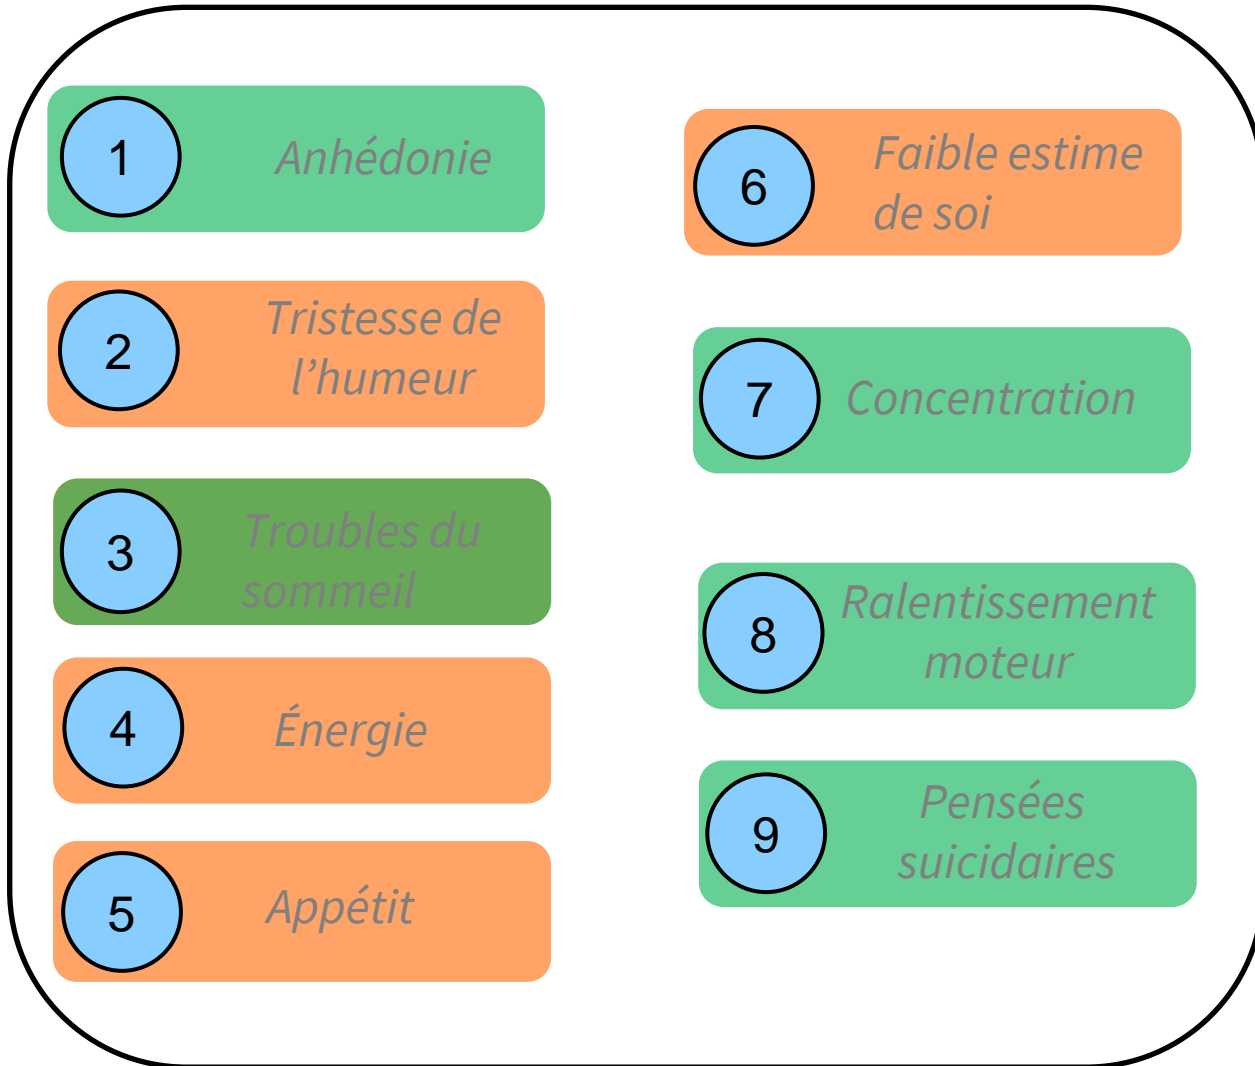 1
Anhédonie
2
Tristesse de
l’humeur
3
Troubles du
sommeil
4
Énergie
5
Appétit
6
Faible estime
de soi
7
Concentration
8
Ralentissement
moteur
9
Pensées
suicidaires